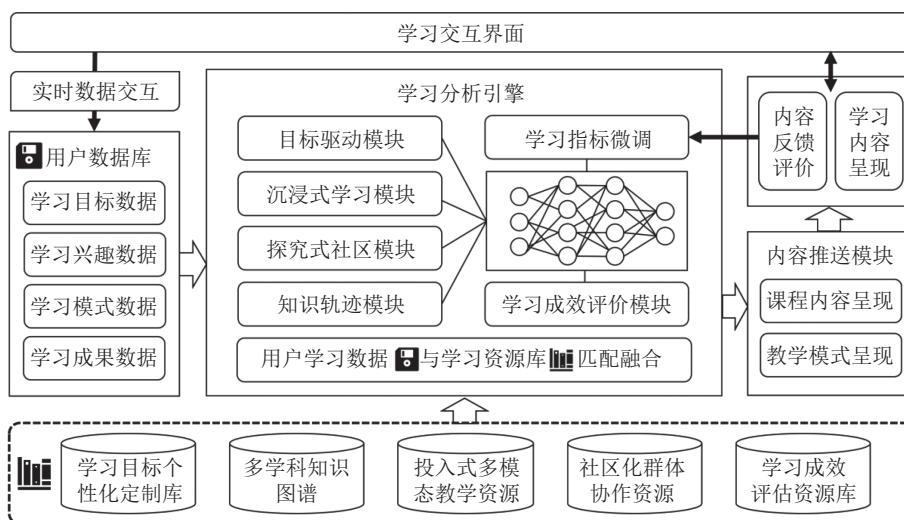 学习交互界面
实时数据交互
用户数据库
学习目标数据
学习兴趣数据
学习模式数据
学习成果数据
学习分析引擎
目标驱动模块
沉浸式学习模块
探究式社区模块
知识轨迹模块
学习指标微调
学习成效评价模块
用户学习数据 与学习资源库 匹配融合
内容
反馈
评价
学习
内容
呈现
内容推送模块
课程内容呈现
教学模式呈现
学习目标个
性化定制库
多学科知识
图谱
投入式多模
态教学资源
社区化群体
协作资源
学习成效
评估资源库